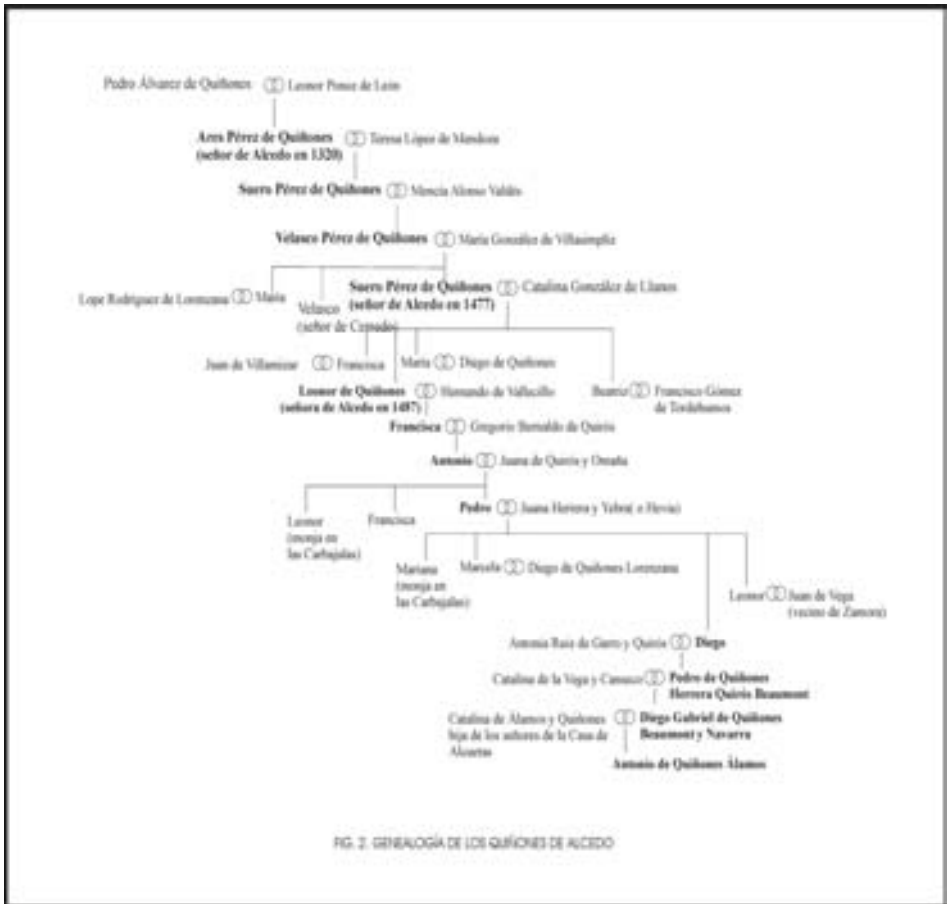 Pedro Álvarez de Quiñones Leonor Ponce de León
Ares Pérez de Quiñones Teresa López de Mendoza
(señor de Alcedo en 1320)
Suero Pérez de Quiñones Mencía Alonso Valdés
Velasco Pérez de Quiñones María González de Villasimpliz
Suero Pérez de Quiñones Catalina González de Llanos
(señor de Alcedo en 1477)
Lope Rodríguez de Lorenzana María
Velasco
(señor de
Juan de Villamizar Francisca María Diego de Quiñones
Leonor de Quiñones Hernando de Vallecillo Beatriz Francisco Gómez
(señora de Alcedo en 1487) de
Francisca Gregorio Bernaldo de Quirós
Antonio Juana de Quirós y Omaña
Pedro Juana Herrera y Yebra( o Hevia)
Leonor Francisca
(monja en
las Carbajalas)
Mariana Marcela Diego de Quiñones Lorenzana
(monja en
las Carbajalas)
Leonor Juan de Vega
(vecino de Zamora)
Antonia Ruiz de y Quirós Diego
Catalina de la Vega y Pedro de Quiñones
Herrera Quirós Beaumont
Catalina de Álamos y Quiñones Diego Gabriel de Quiñones
hija de los señores de la Casa de Beaumont y Navarra
Antonio de Quiñones Álamos
FIG. 2. GENEALOGÍA DE LOS QUIÑONES DE ALCEDO